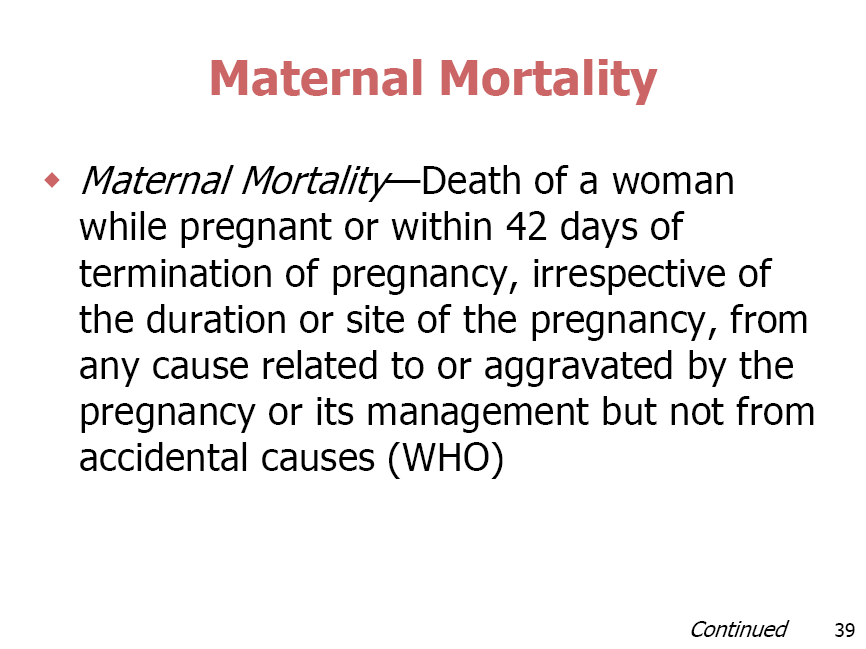 Maternal Mortality
Maternal Mortality—Death of a woman
while pregnant or within 42 days of
termination of pregnancy, irrespective of
the duration or site of the pregnancy, from
any cause related to or aggravated by the
pregnancy or its management but not from
accidental causes (WHO)
Continued 39